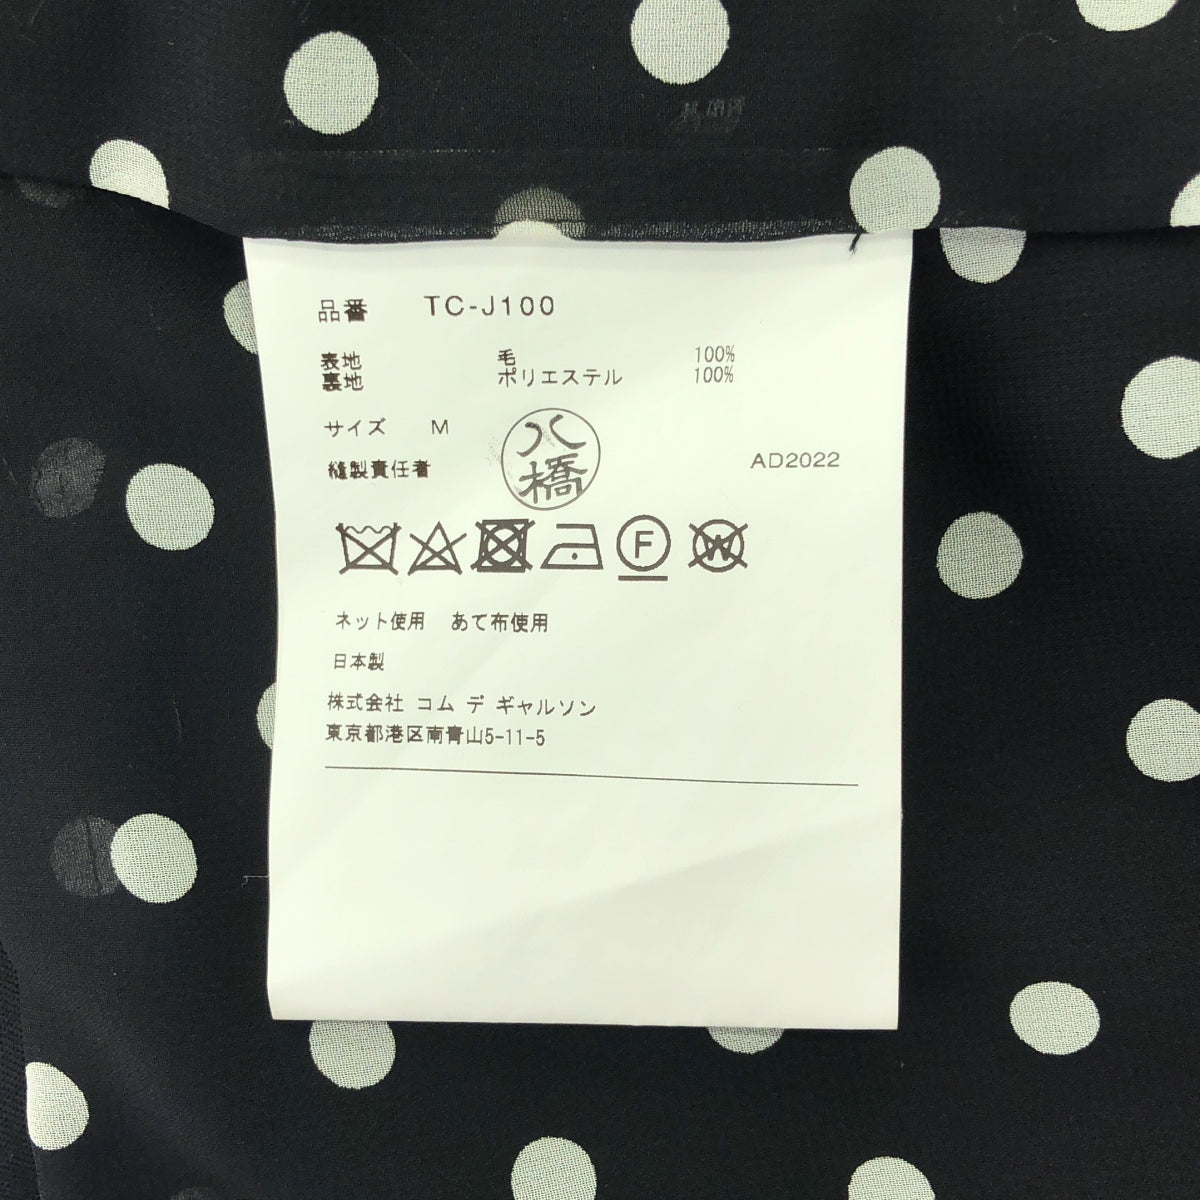 品番 TC-J100
表地 毛 100%
裏地 ポリエステル 100%
サイズ M
縫製責任者 八橋 AD2022
F W
ネット使用 あて布使用
日本製
株式会社 コム デ ギャルソン
東京都港区南青山5-11-5